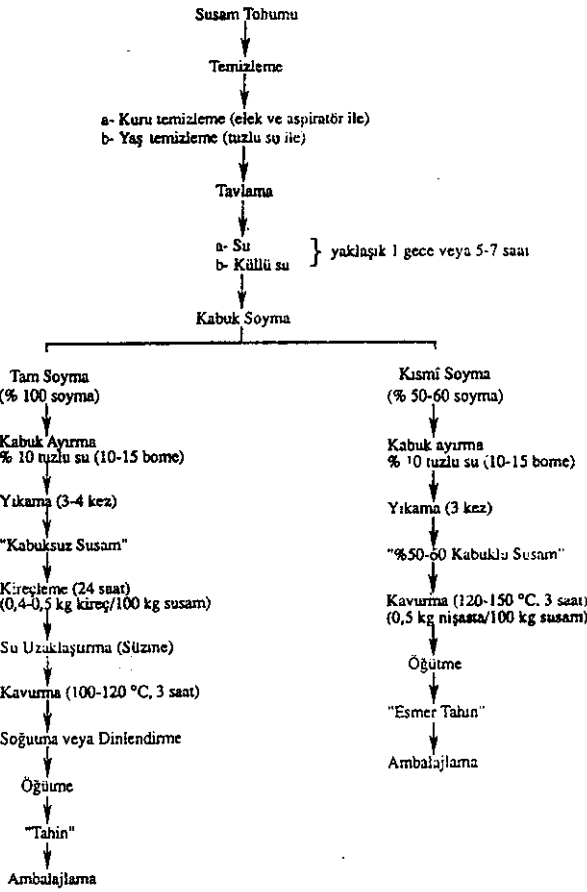 Susam Tohumu
Temizleme
a- Kuru temizleme (elek ve aspiratör ile)
b- Yaş temizleme (tuzlu su ile)
Tavlama
a- Su
b- Küllü su
} yaklaşık 1 gece veya 5-7 saat
Kabuk Soyma
Tam Soyma
(% 100 soyma)
Kabuk Ayırma
% 10 tuzlu su (10-15 bome)
Yıkama (3-4 kez)
"Kabuksuz Susam"
Kireçleme (24 saat)
(0,4-0,5 kg kireç/100 kg susam)
Su Uzaklaştırma (Süzme)
Kavurma (100-120 °C, 3 saat)
Soğutma veya Dinlendirme
Öğütme
"Tahin"
Ambalajlama
Kısmî Soyma
(% 50-60 soyma)
Kabuk ayırma
% 10 tuzlu su (10-15 bome)
Yıkama (3 kez)
"%50-60 Kabuklu Susam"
Kavurma (120-150 °C. 3 saat)
(0,5 kg nişasta/100 kg susam)
Öğütme
"Esmer Tahin"
Ambalajlama